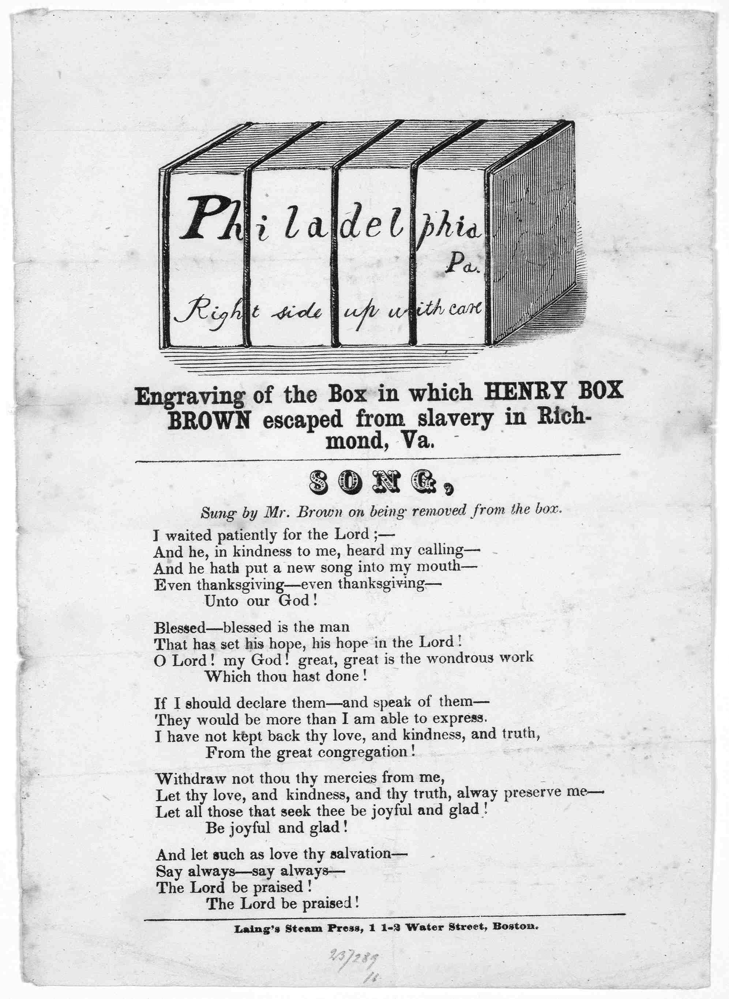 Philadelphia
Pa.
Right side up with care
Engraving of the Box in which HENRY BOX
BROWN escaped from slavery in Rich-
mond, Va.
SONG,
Sung by Mr. Brown on being removed from the box.
I waited patiently for the Lord ;—
And he, in kindness to me, heard my calling—
And he hath put a new song into my mouth—
Even thanksgiving—even thanksgiving—
Unto our God !
Blessed—blessed is the man
That has set his hope, his hope in the Lord !
O Lord ! my God ! great, great is the wondrous work
Which thou hast done !
If I should declare them—and speak of them—
They would be more than I am able to express.
I have not kept back thy love, and kindness, and truth,
From the great congregation !
Withdraw not thou thy mercies from me,
Let thy love, and kindness, and thy truth, alway preserve me—
Let all those that seek thee be joyful and glad !
Be joyful and glad !
And let such as love thy salvation—
Say always—say always—
The Lord be praised !
The Lord be praised !
Laing's Steam Press, 1 1-2 Water Street, Boston.